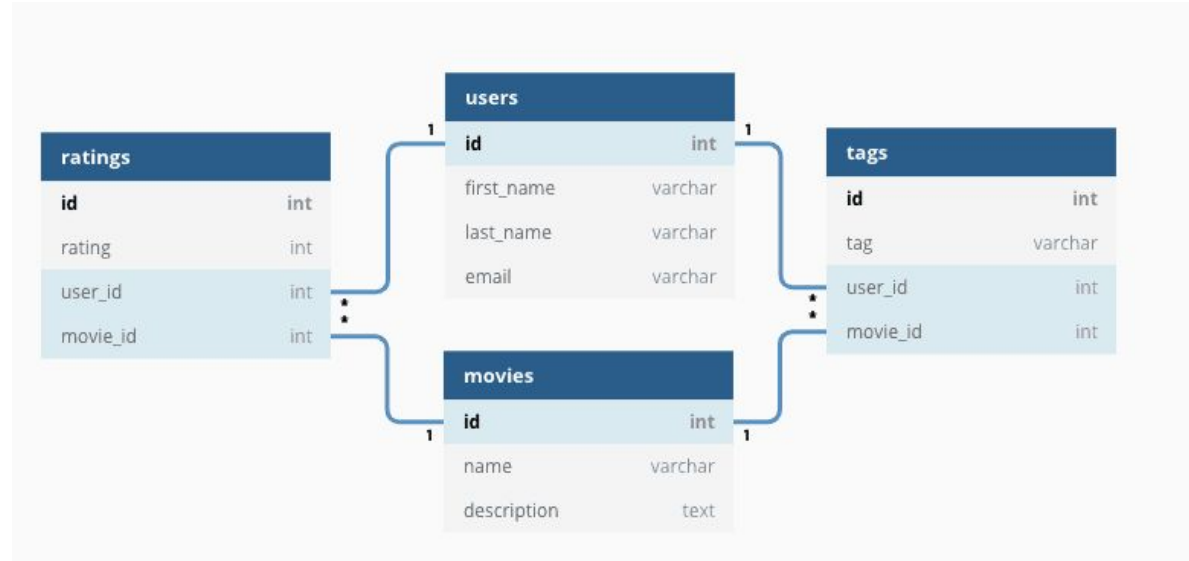 users
1
id int
1
first_name varchar
last_name varchar
email varchar
ratings
id int
rating int
user_id int
*
movie_id int
*
tags
id int
tag varchar
*
user_id int
*
movie_id int
movies
1
id int
1
name varchar
description text